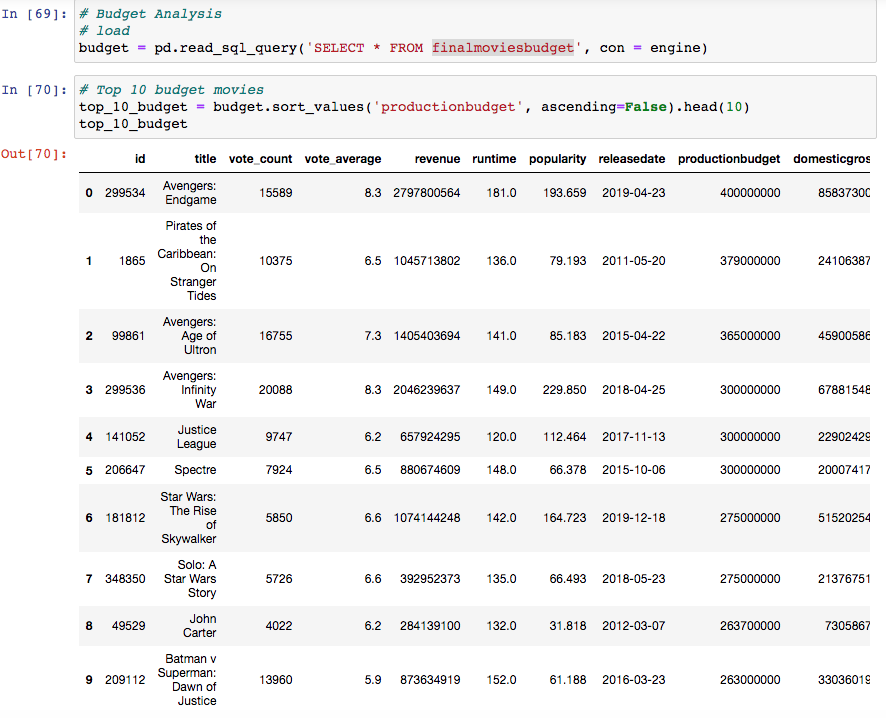 In [69]: # Budget Analysis
# load
budget = pd.read_sql_query('SELECT * FROM finalmoviesbudget', con = engine)
In [70]: # Top 10 budget movies
top_10_budget = budget.sort_values('productionbudget', ascending=False).head(10)
top_10_budget
Out[70]:
id title vote_count vote_average revenue runtime popularity releasedate productionbudget domesticgros
0 299534 Avengers: Endgame 15589 8.3 2797800564 181.0 193.659 2019-04-23 400000000 85837300
1 1865 Pirates of the Caribbean: On Stranger Tides 10375 6.5 1045713802 136.0 79.193 2011-05-20 379000000 24106387
2 99861 Avengers: Age of Ultron 16755 7.3 1405403694 141.0 85.183 2015-04-22 365000000 45900586
3 299536 Avengers: Infinity War 20088 8.3 2046239637 149.0 229.850 2018-04-25 300000000 67881548
4 141052 Justice League 9747 6.2 657924295 120.0 112.464 2017-11-13 300000000 22902429
5 206647 Spectre 7924 6.5 880674609 148.0 66.378 2015-10-06 300000000 20007417
6 181812 Star Wars: The Rise of Skywalker 5850 6.6 1074144248 142.0 164.723 2019-12-18 275000000 51520254
7 348350 Solo: A Star Wars Story 5726 6.6 392952373 135.0 66.493 2018-05-23 275000000 21376751
8 49529 John Carter 4022 6.2 284139100 132.0 31.818 2012-03-07 263700000 7305867
9 209112 Batman v Superman: Dawn of Justice 13960 5.9 873634919 152.0 61.188 2016-03-23 263000000 33036019